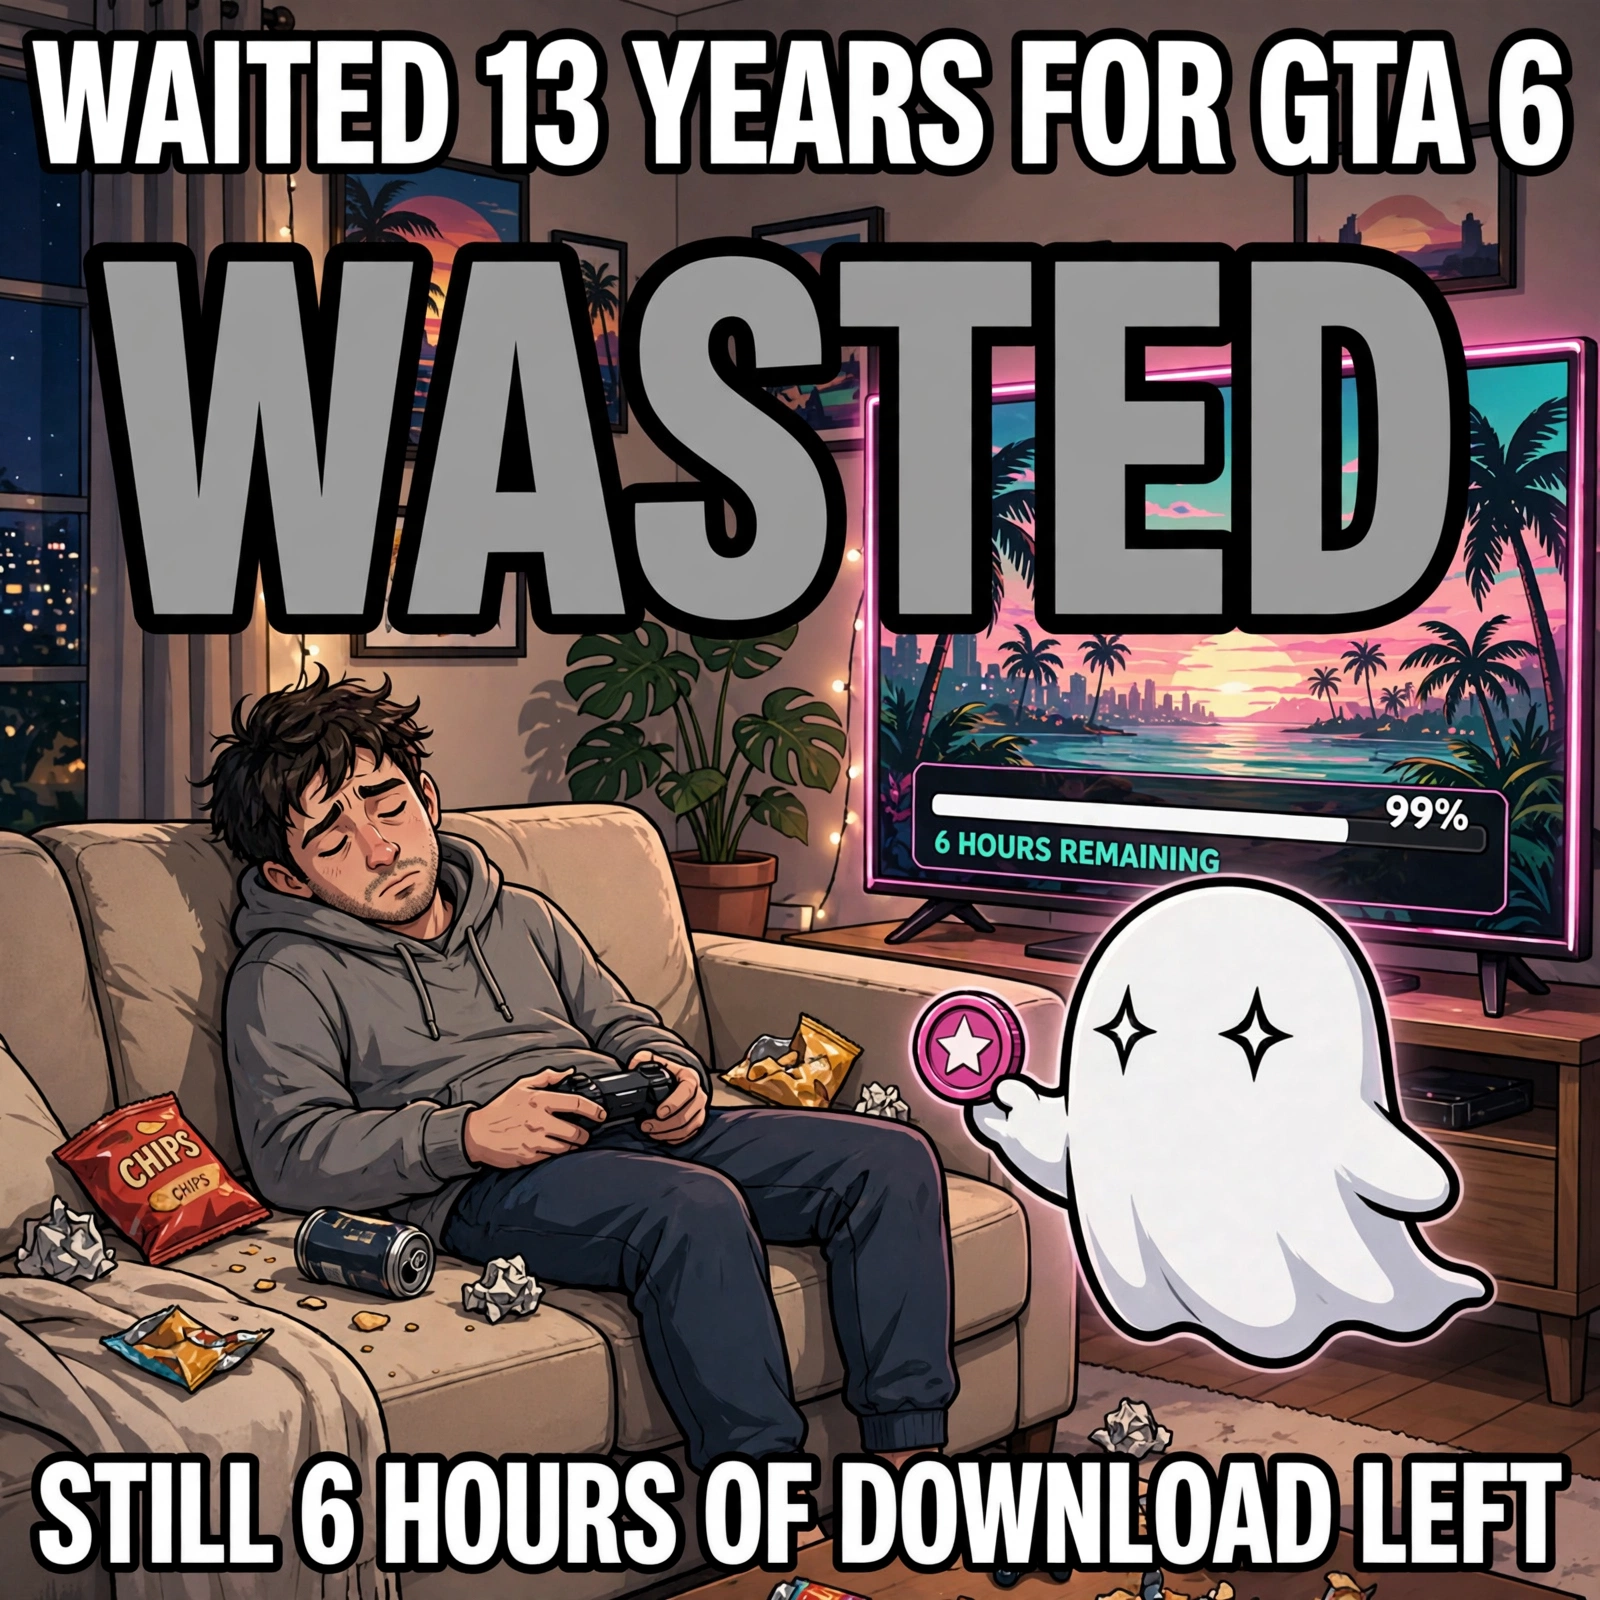 WAITED 13 YEARS FOR GTA 6
WASTED
99%
6 HOURS REMAINING
CHIPS
CHIPS
STILL 6 HOURS OF DOWNLOAD LEFT